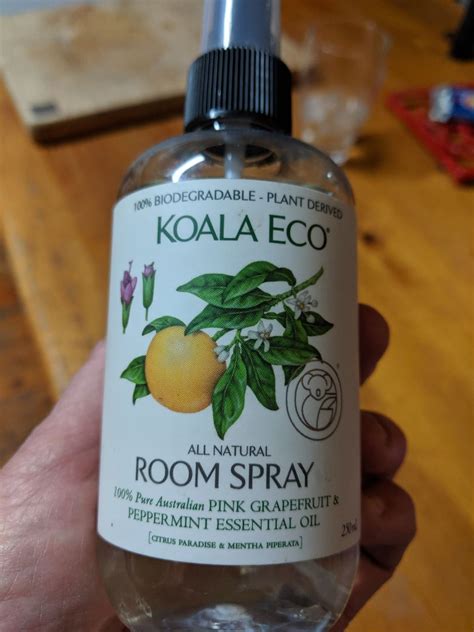 100% BIODEGRADABLE - PLANT DERIVED
KOALA ECO®
ALL NATURAL
ROOM SPRAY
100% Pure Australian PINK GRAPEFRUIT &
PEPPERMINT ESSENTIAL OIL
[CITRUS PARADISE & MENTHA PIPERATA]
250mL